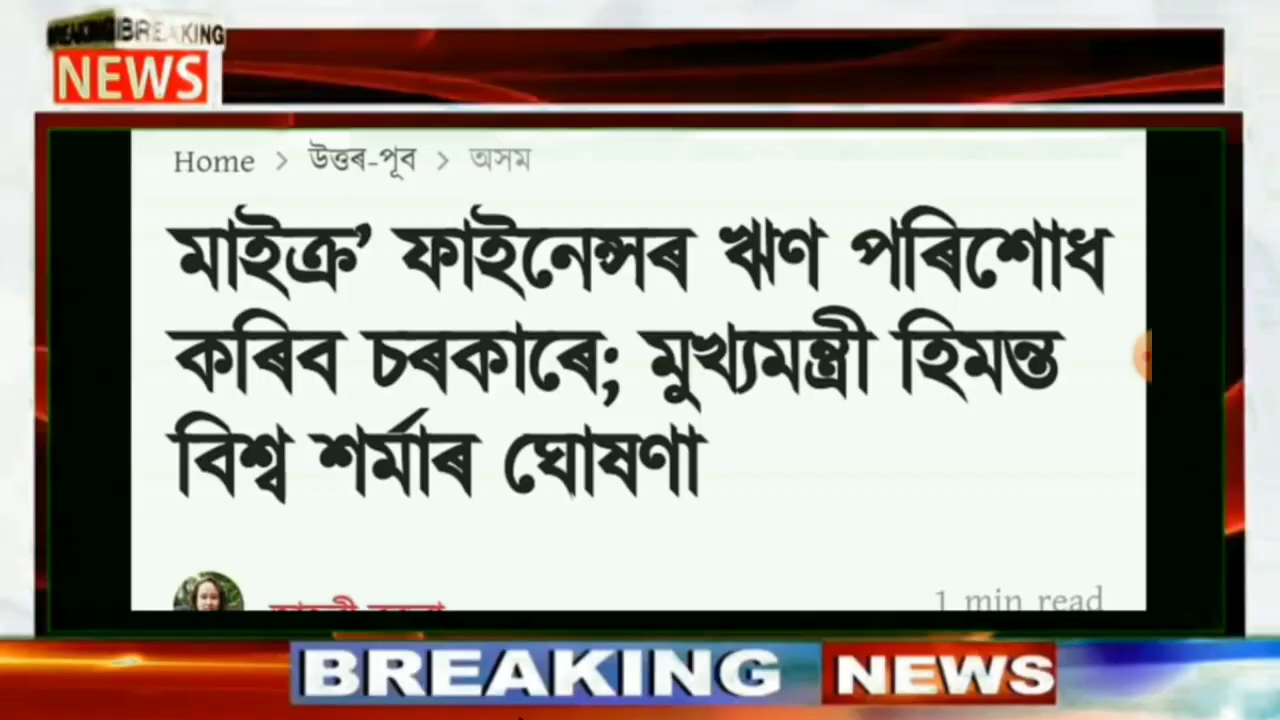 BREAKING
NEWS
Home > উত্তৰ-পূব > অসম
মাইক্ৰ’ ফাইনেন্সৰ ঋণ পৰিশোধ
কৰিব চৰকাৰে; মুখ্যমন্ত্ৰী হিমন্ত
বিশ্ব শৰ্মাৰ ঘোষণা
1 min read
BREAKING NEWS